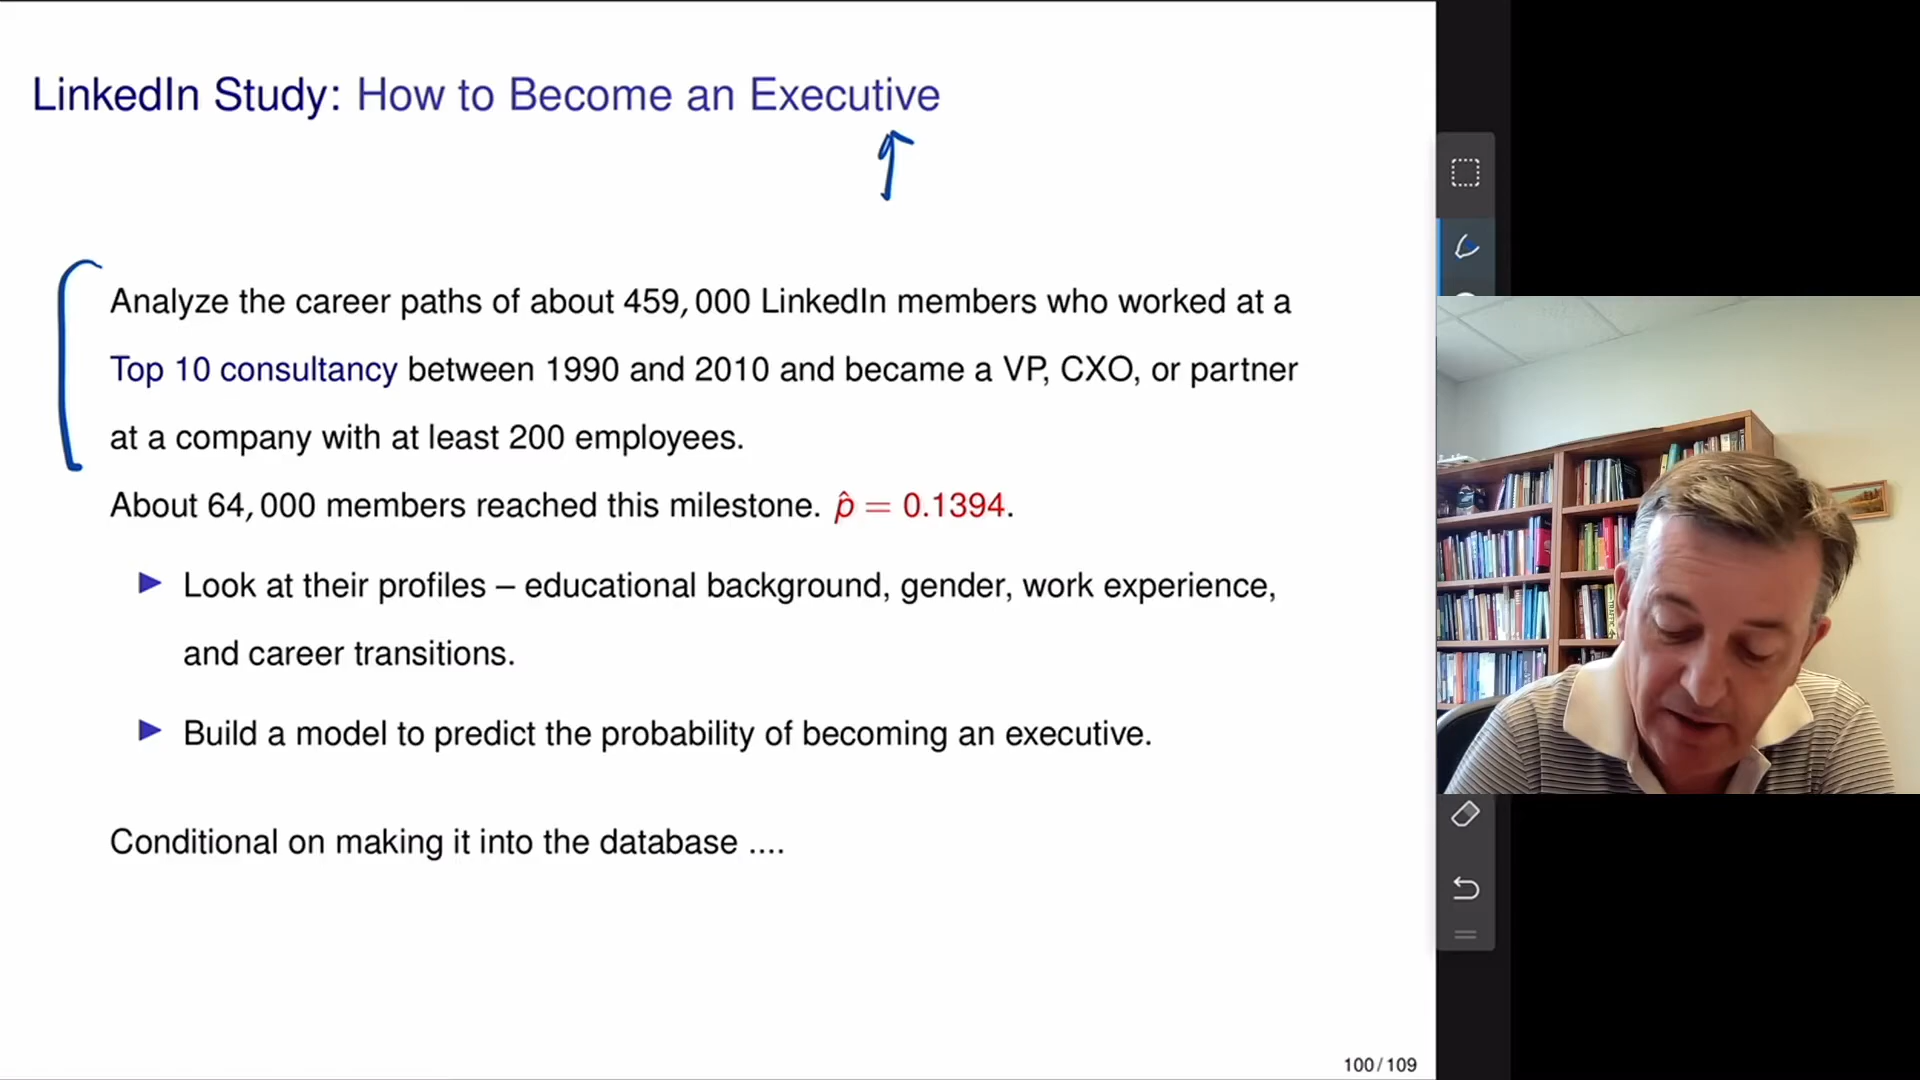 LinkedIn Study: How to Become an Executive
Analyze the career paths of about 459,000 LinkedIn members who worked at a
Top 10 consultancy between 1990 and 2010 and became a VP, CXO, or partner
at a company with at least 200 employees.
About 64,000 members reached this milestone. p̂ = 0.1394.
► Look at their profiles – educational background, gender, work experience,
and career transitions.
► Build a model to predict the probability of becoming an executive.
Conditional on making it into the database ....
100/109